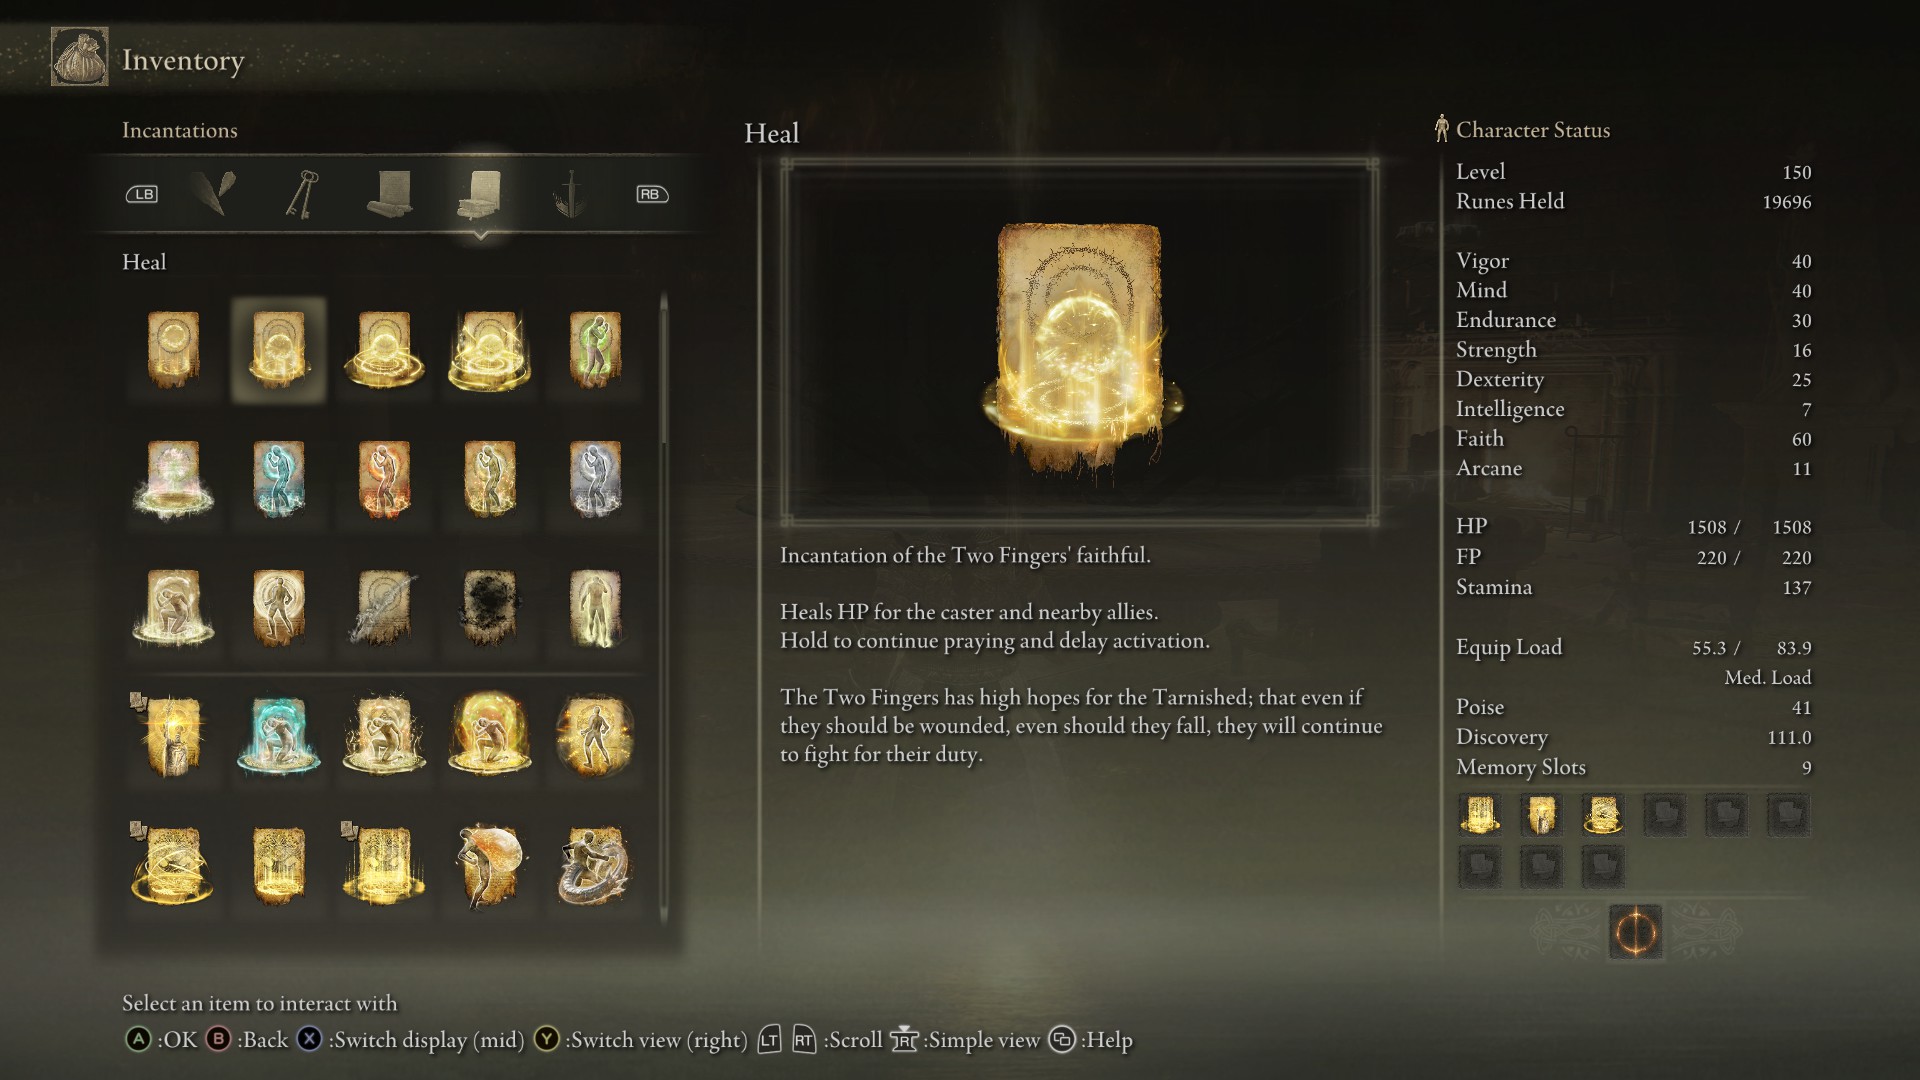 Inventory
Incantations
LB
RB
Heal
Heal
Incantation of the Two Fingers' faithful.
Heals HP for the caster and nearby allies.
Hold to continue praying and delay activation.
The Two Fingers has high hopes for the Tarnished; that even if
they should be wounded, even should they fall, they will continue
to fight for their duty.
Character Status
Level 150
Runes Held 19696
Vigor 40
Mind 40
Endurance 30
Strength 16
Dexterity 25
Intelligence 7
Faith 60
Arcane 11
HP 1508 / 1508
FP 220 / 220
Stamina 137
Equip Load 55.3 / 83.9
Med. Load
Poise 41
Discovery 111.0
Memory Slots 9
Select an item to interact with
A :OK B :Back X :Switch display (mid) Y :Switch view (right) LT RT :Scroll R :Simple view :Help